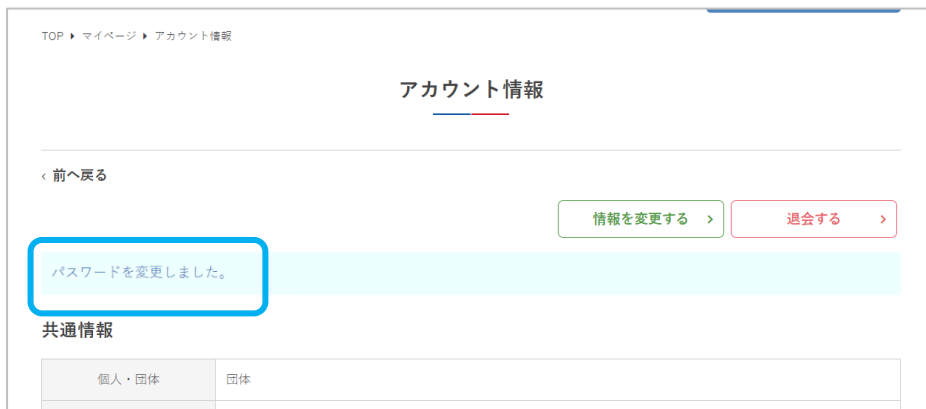 TOP ▶ マイページ ▶ アカウント情報
アカウント情報
‹ 前へ戻る
情報を変更する ›
退会する ›
パスワードを変更しました。
共通情報
個人・団体 団体